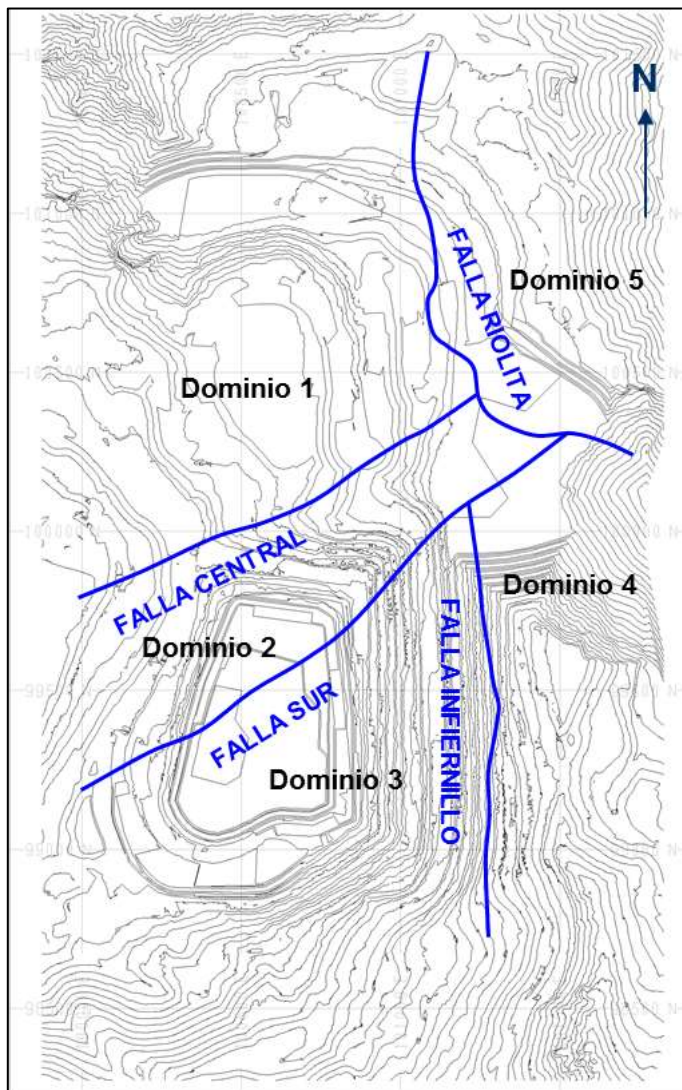 N
FALLA RIOLITA
Dominio 5
Dominio 1
FALLA CENTRAL
Dominio 4
Dominio 2
FALLA SUR
FALLA INFIERNILLO
Dominio 3